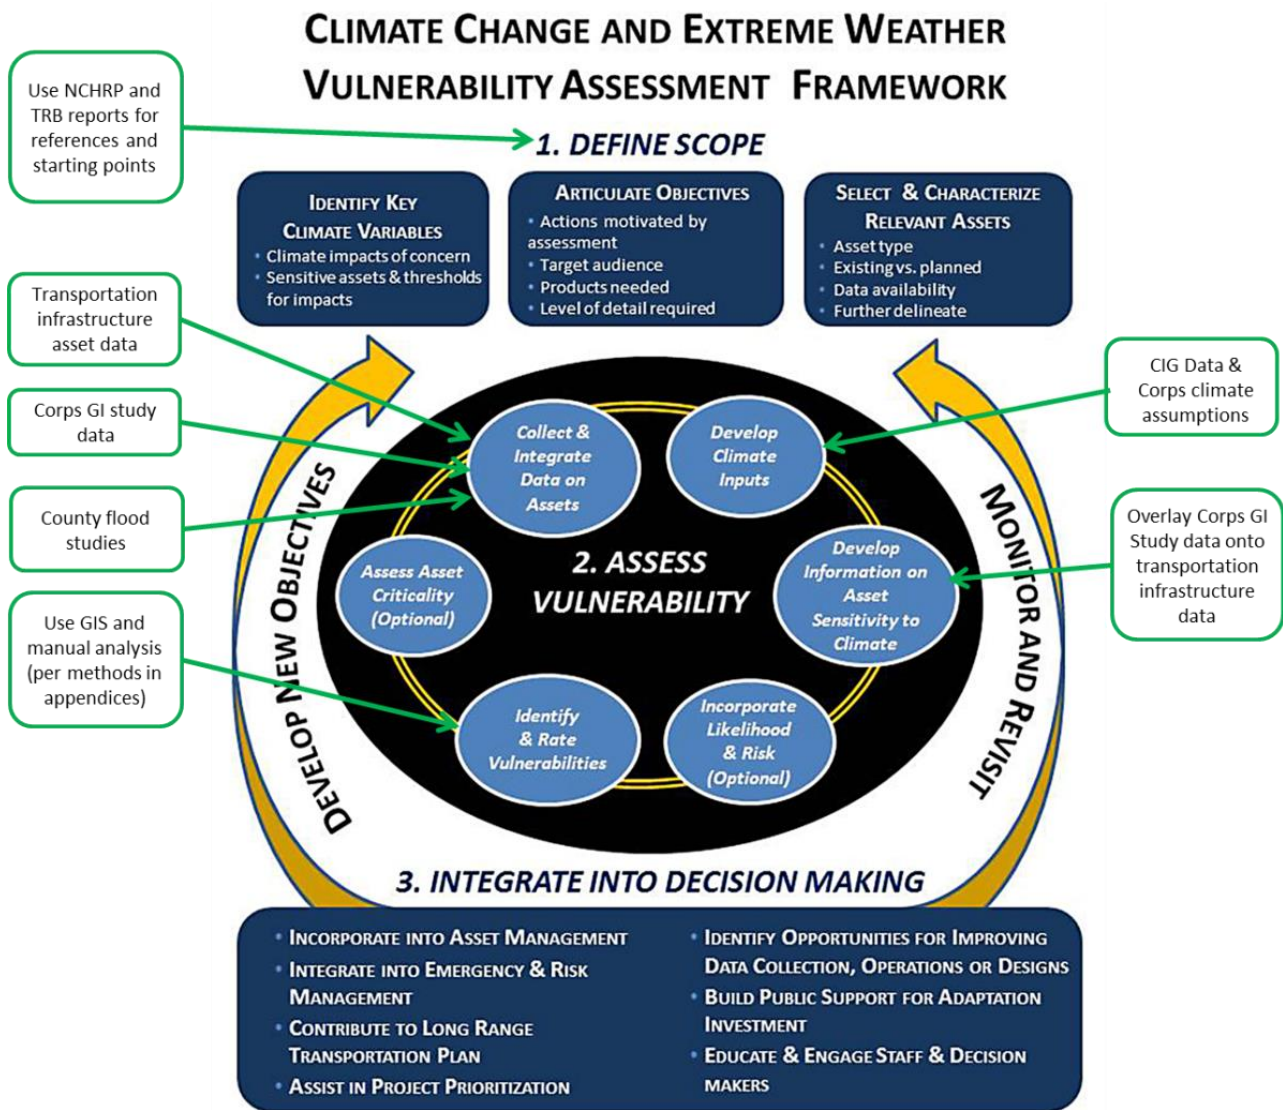 CLIMATE CHANGE AND EXTREME WEATHER
VULNERABILITY ASSESSMENT FRAMEWORK
Use NCHRP and
TRB reports for
references and
starting points
1. DEFINE SCOPE
IDENTIFY KEY
CLIMATE VARIABLES
• Climate impacts of concern
• Sensitive assets & thresholds
for impacts
ARTICULATE OBJECTIVES
• Actions motivated by
assessment
• Target audience
• Products needed
• Level of detail required
SELECT & CHARACTERIZE
RELEVANT ASSETS
• Asset type
• Existing vs. planned
• Data availability
• Further delineate
Transportation
infrastructure
asset data
Corps GI study
data
County flood
studies
Use GIS and
manual analysis
(per methods in
appendices)
CIG Data &
Corps climate
assumptions
Overlay Corps GI
Study data onto
transportation
infrastructure
data
DEVELOP NEW OBJECTIVES
MONITOR AND REVISIT
2. ASSESS
VULNERABILITY
Collect &
Integrate
Data on
Assets
Develop
Climate
Inputs
Assess Asset
Criticality
(Optional)
Develop
Information on
Asset
Sensitivity to
Climate
Identify
& Rate
Vulnerabilities
Incorporate
Likelihood
& Risk
(Optional)
3. INTEGRATE INTO DECISION MAKING
• INCORPORATE INTO ASSET MANAGEMENT
• INTEGRATE INTO EMERGENCY & RISK
MANAGEMENT
• CONTRIBUTE TO LONG RANGE
TRANSPORTATION PLAN
• ASSIST IN PROJECT PRIORITIZATION
• IDENTIFY OPPORTUNITIES FOR IMPROVING
DATA COLLECTION, OPERATIONS OR DESIGNS
• BUILD PUBLIC SUPPORT FOR ADAPTATION
INVESTMENT
• EDUCATE & ENGAGE STAFF & DECISION
MAKERS